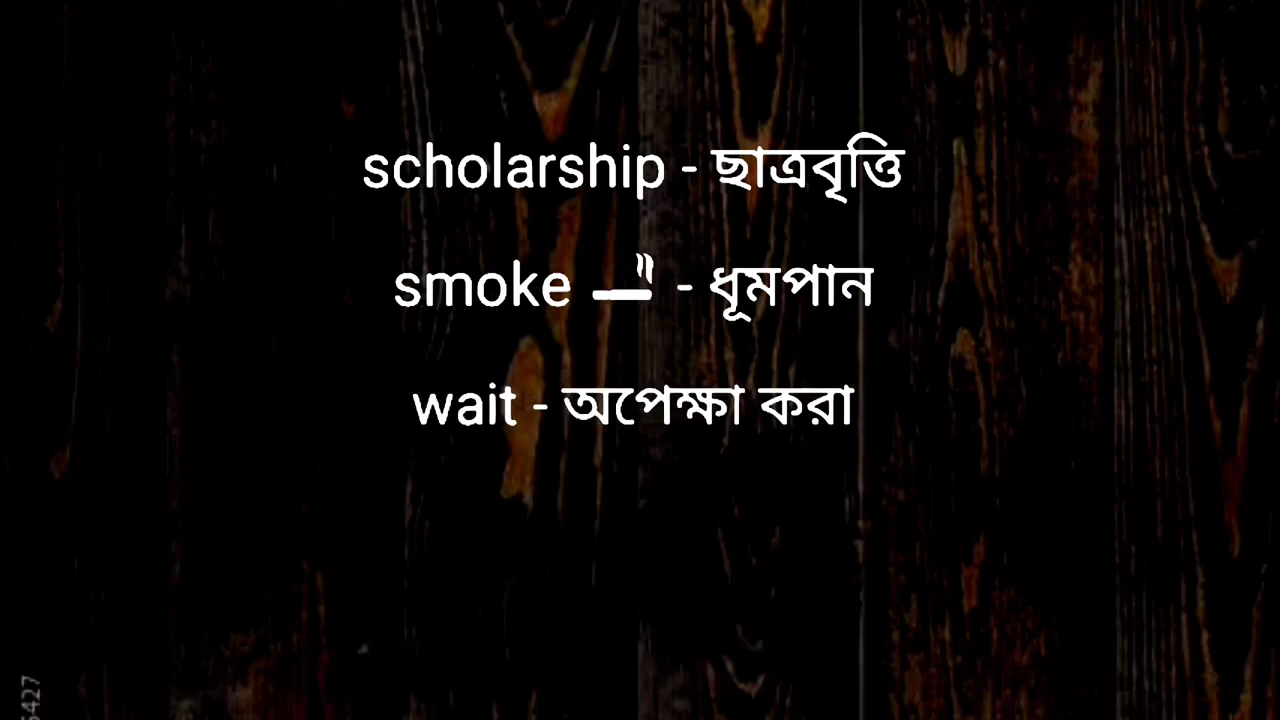 scholarship - ছাত্রবৃত্তি
smoke 🚬 - ধূমপান
wait - অপেক্ষা করা